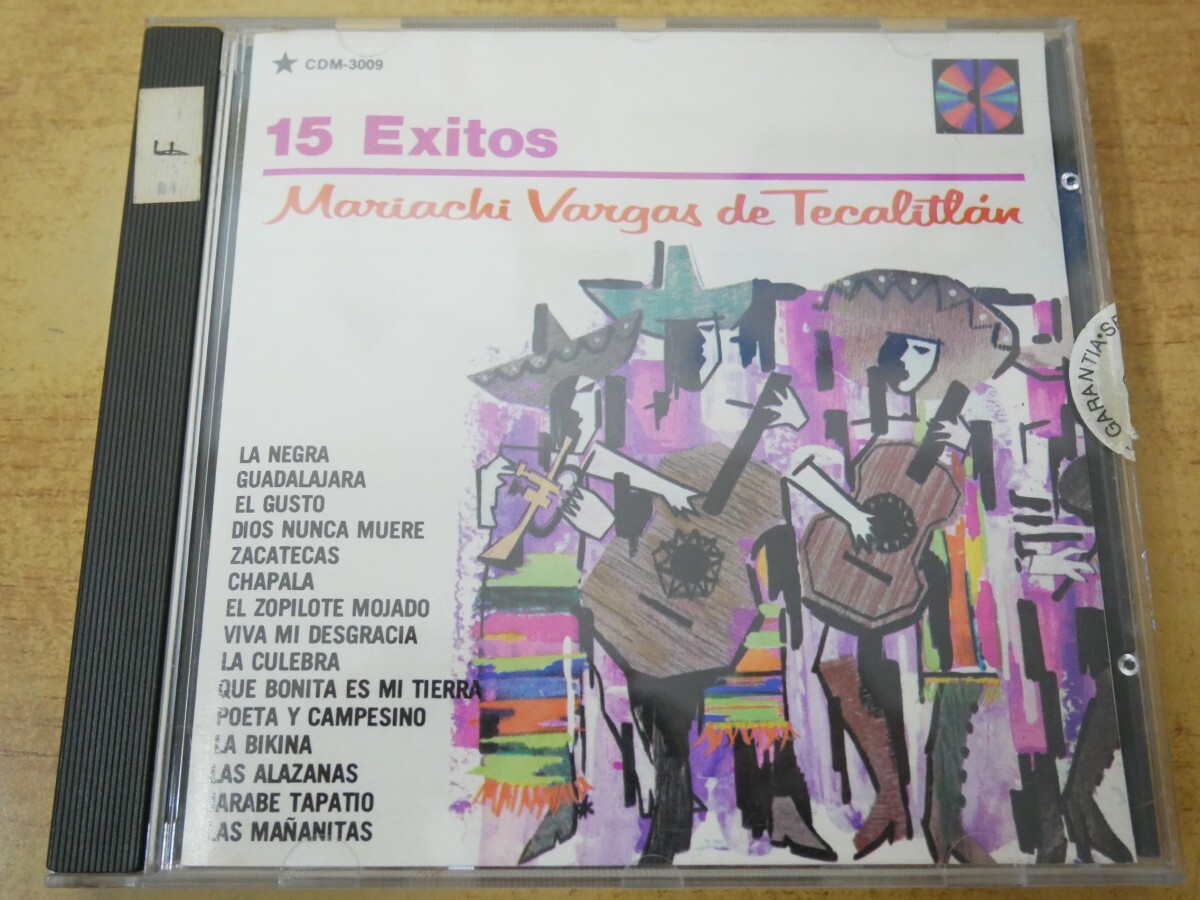 ★ CDM-3009
15 Exitos
Mariachi Vargas de Tecalitlán
LA NEGRA
GUADALAJARA
EL GUSTO
DIOS NUNCA MUERE
ZACATECAS
CHAPALA
EL ZOPILOTE MOJADO
VIVA MI DESGRACIA
LA CULEBRA
QUE BONITA ES MI TIERRA
POETA Y CAMPESINO
LA BIKINA
LAS ALAZANAS
JARABE TAPATIO
LAS MAÑANITAS
GARANTIA•S
F